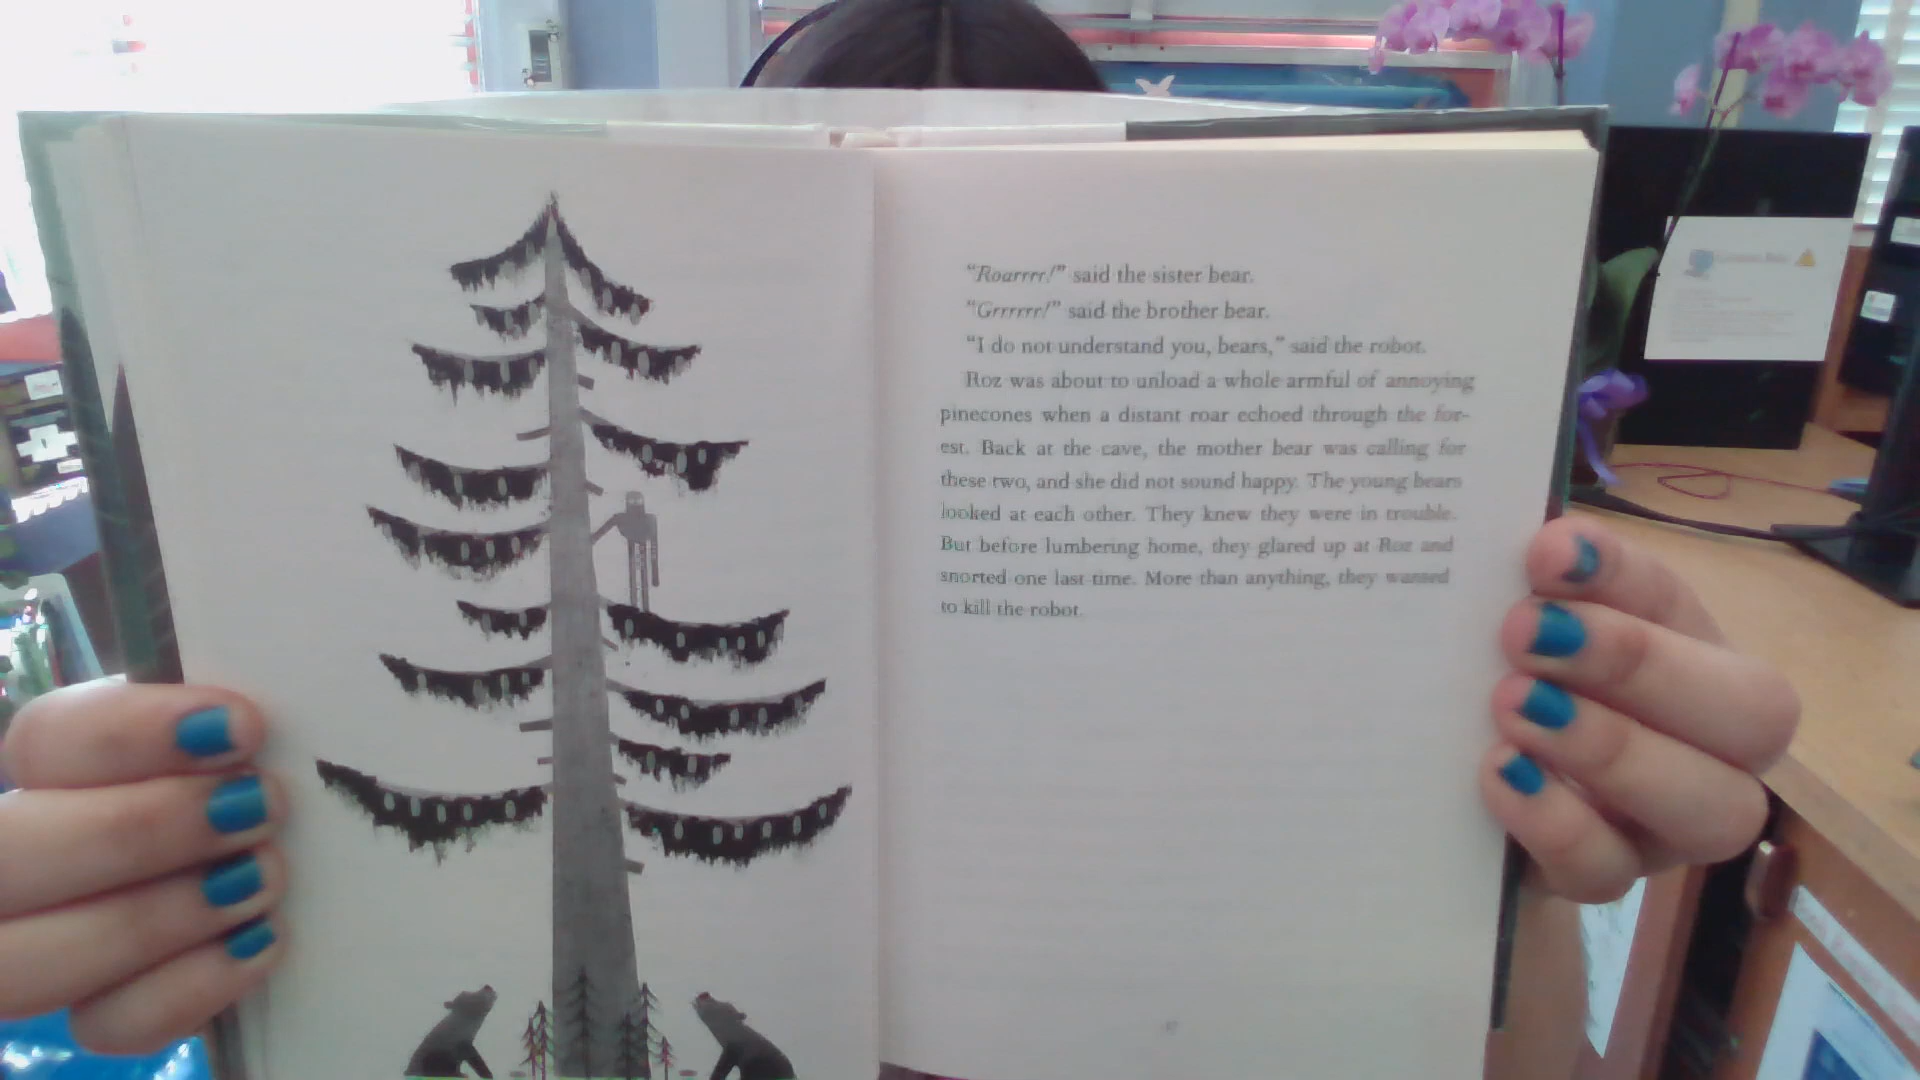 “Roarrrr!” said the sister bear.
“Grrrrrr!” said the brother bear.
“I do not understand you, bears,” said the robot.
Roz was about to unload a whole armful of annoying
pinecones when a distant roar echoed through the for-
est. Back at the cave, the mother bear was calling for
these two, and she did not sound happy. The young bears
looked at each other. They knew they were in trouble.
But before lumbering home, they glared up at Roz and
snorted one last time. More than anything, they wanted
to kill the robot.